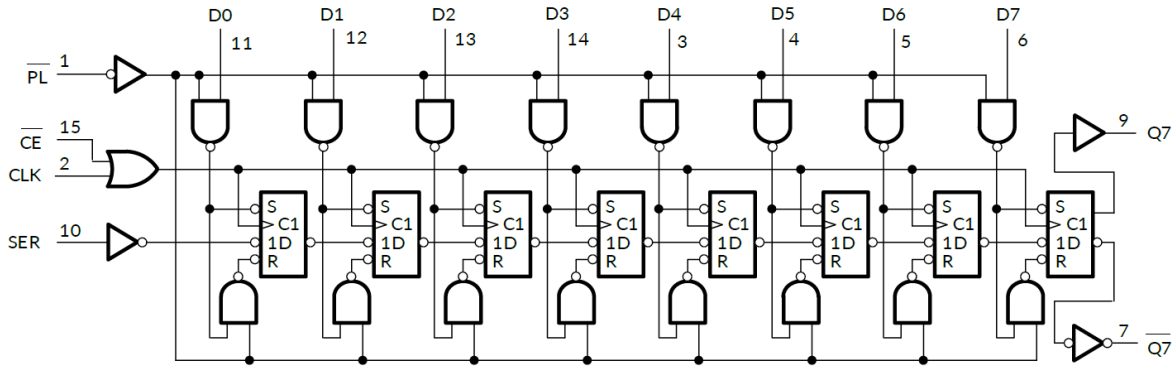 D0 D1 D2 D3 D4 D5 D6 D7
11 12 13 14 3 4 5 6
PL 1
CE 15
CLK 2
SER 10
9 Q7
S S S S S S S S
C1 C1 C1 C1 C1 C1 C1 C1
1D 1D 1D 1D 1D 1D 1D 1D
R R R R R R R R
7 Q7